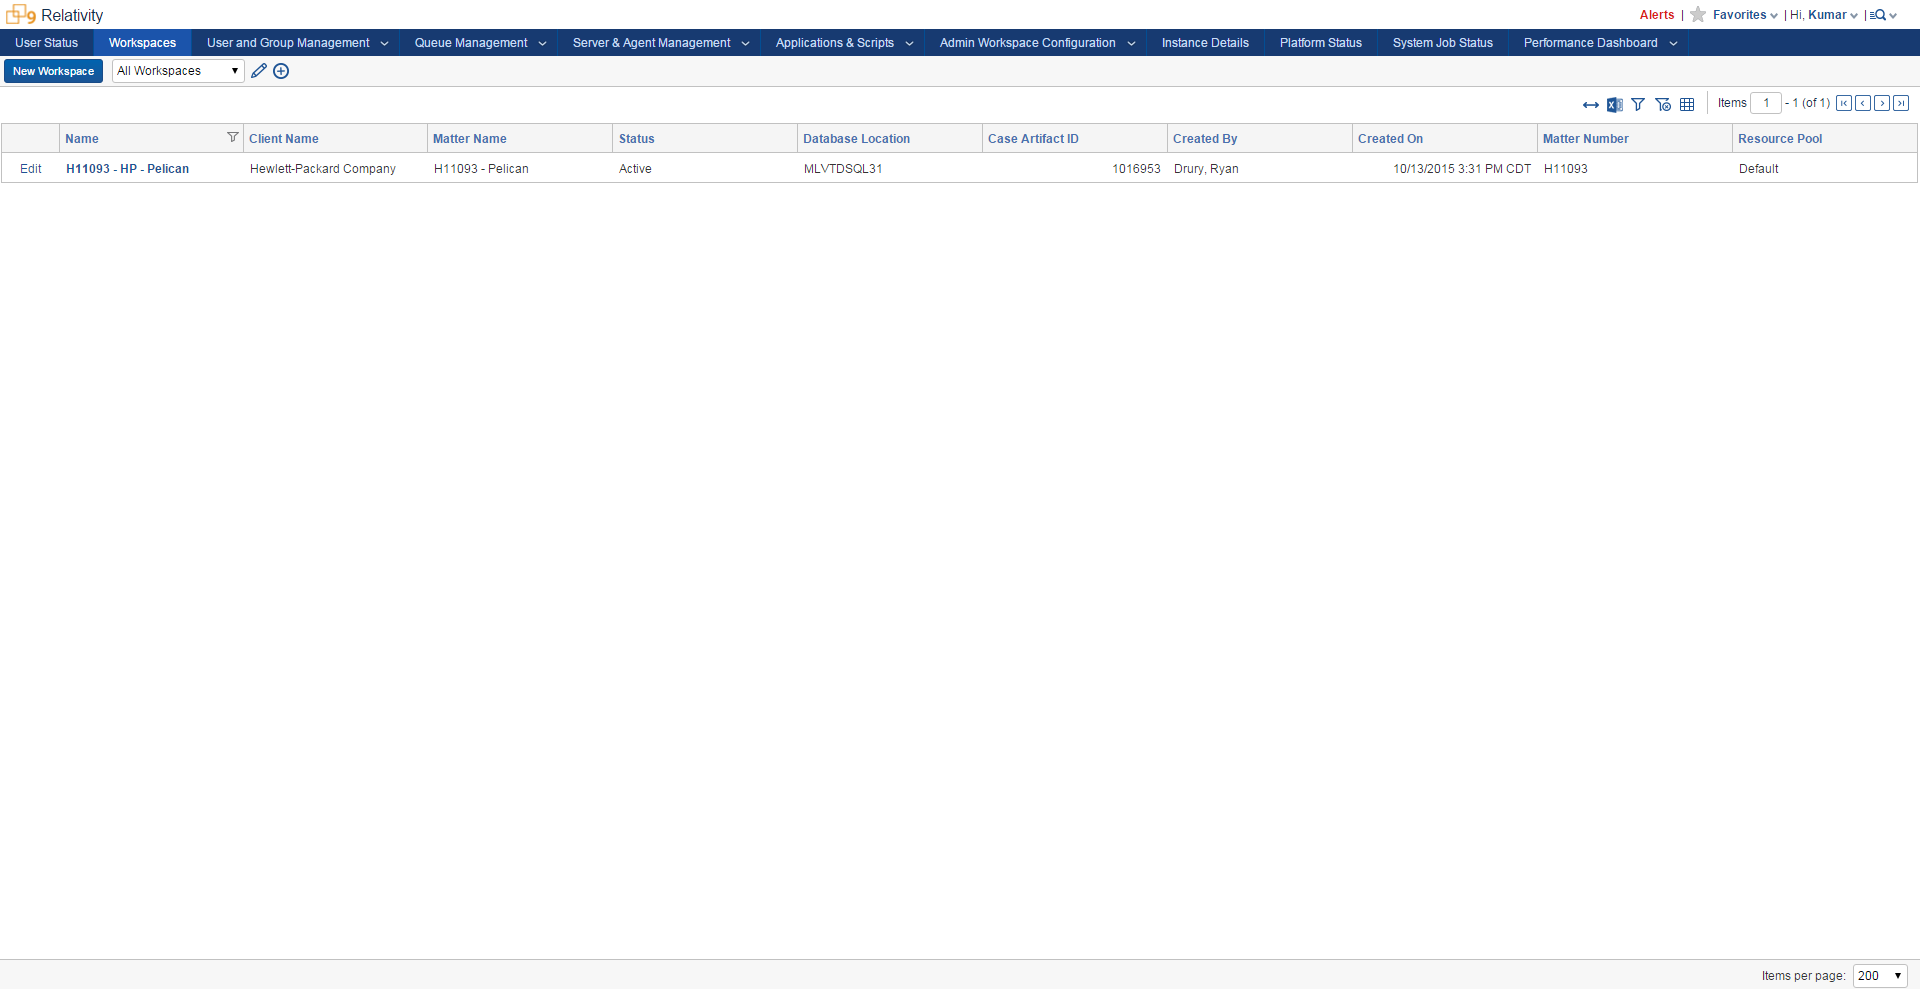 9 Relativity
Alerts | Favorites | Hi, Kumar |
User Status Workspaces User and Group Management Queue Management Server & Agent Management Applications & Scripts Admin Workspace Configuration Instance Details Platform Status System Job Status Performance Dashboard
New Workspace All Workspaces
Items 1 - 1 (of 1)
Name Client Name Matter Name Status Database Location Case Artifact ID Created By Created On Matter Number Resource Pool
Edit H11093 - HP - Pelican Hewlett-Packard Company H11093 - Pelican Active MLVTDSQL31 1016953 Drury, Ryan 10/13/2015 3:31 PM CDT H11093 Default
Items per page: 200